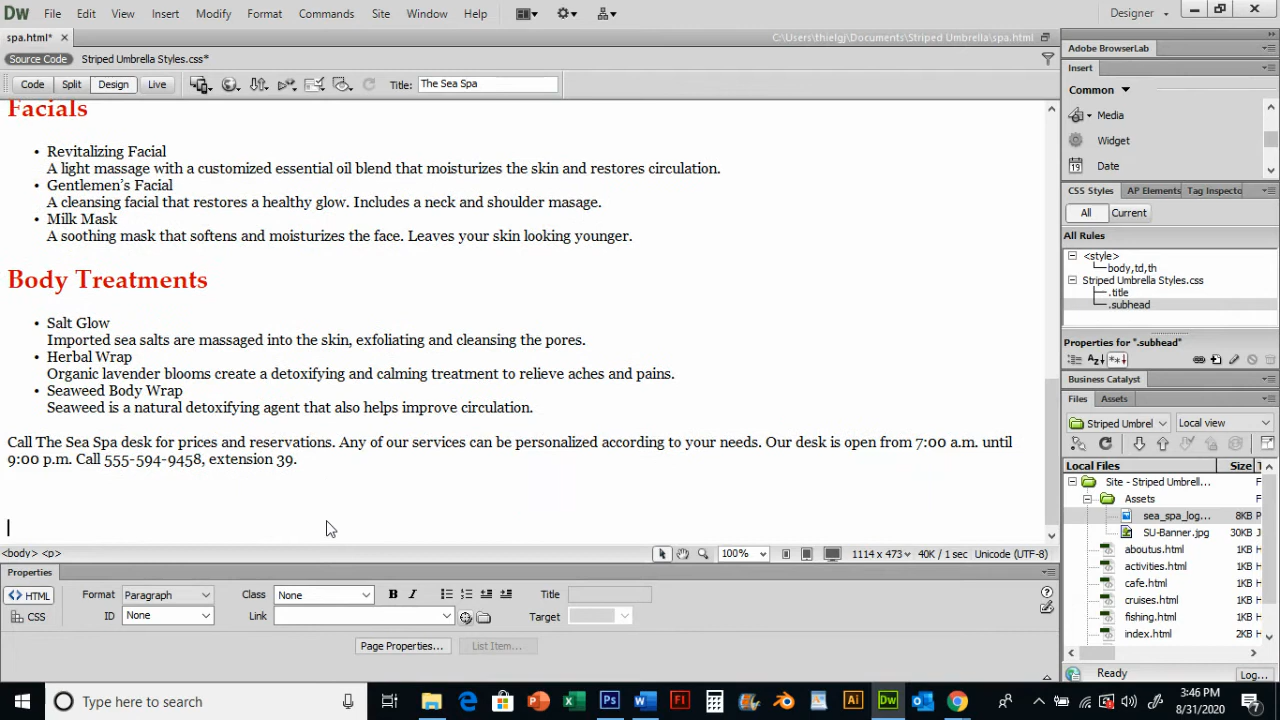 Dw File Edit View Insert Modify Format Commands Site Window Help Designer
spa.html* C:\Users\thielgj\Documents\Striped Umbrella\spa.html
Source Code Striped Umbrella Styles.css*
Code Split Design Live Title: The Sea Spa
Facials
• Revitalizing Facial
A light massage with a customized essential oil blend that moisturizes the skin and restores circulation.
• Gentlemen's Facial
A cleansing facial that restores a healthy glow. Includes a neck and shoulder masage.
• Milk Mask
A soothing mask that softens and moisturizes the face. Leaves your skin looking younger.
Body Treatments
• Salt Glow
Imported sea salts are massaged into the skin, exfoliating and cleansing the pores.
• Herbal Wrap
Organic lavender blooms create a detoxifying and calming treatment to relieve aches and pains.
• Seaweed Body Wrap
Seaweed is a natural detoxifying agent that also helps improve circulation.
Call The Sea Spa desk for prices and reservations. Any of our services can be personalized according to your needs. Our desk is open from 7:00 a.m. until
9:00 p.m. Call 555-594-9458, extension 39.
<body> <p> 100% 1114 x 473 40K / 1 sec Unicode (UTF-8)
Properties
HTML Format Paragraph Class None B I Title
CSS ID None Link Target
Page Properties... List Item...
Adobe BrowserLab
Insert
Common
Media
Widget
Date
CSS Styles AP Elements Tag Inspecto
All Current
All Rules
<style>
body,td,th
Striped Umbrella Styles.css
.title
.subhead
Properties for ".subhead"
Business Catalyst
Files Assets
Striped Umbrel Local view
Local Files Size T
Site - Striped Umbrell... F
Assets F
sea_spa_log... 8KB P
SU-Banner.jpg 30KB J
aboutus.html 1KB
activities.html 1KB
cafe.html 1KB
cruises.html 1KB
fishing.html 1KB
index.html 2KB
Ready Log...
Type here to search
3:46 PM
8/31/2020